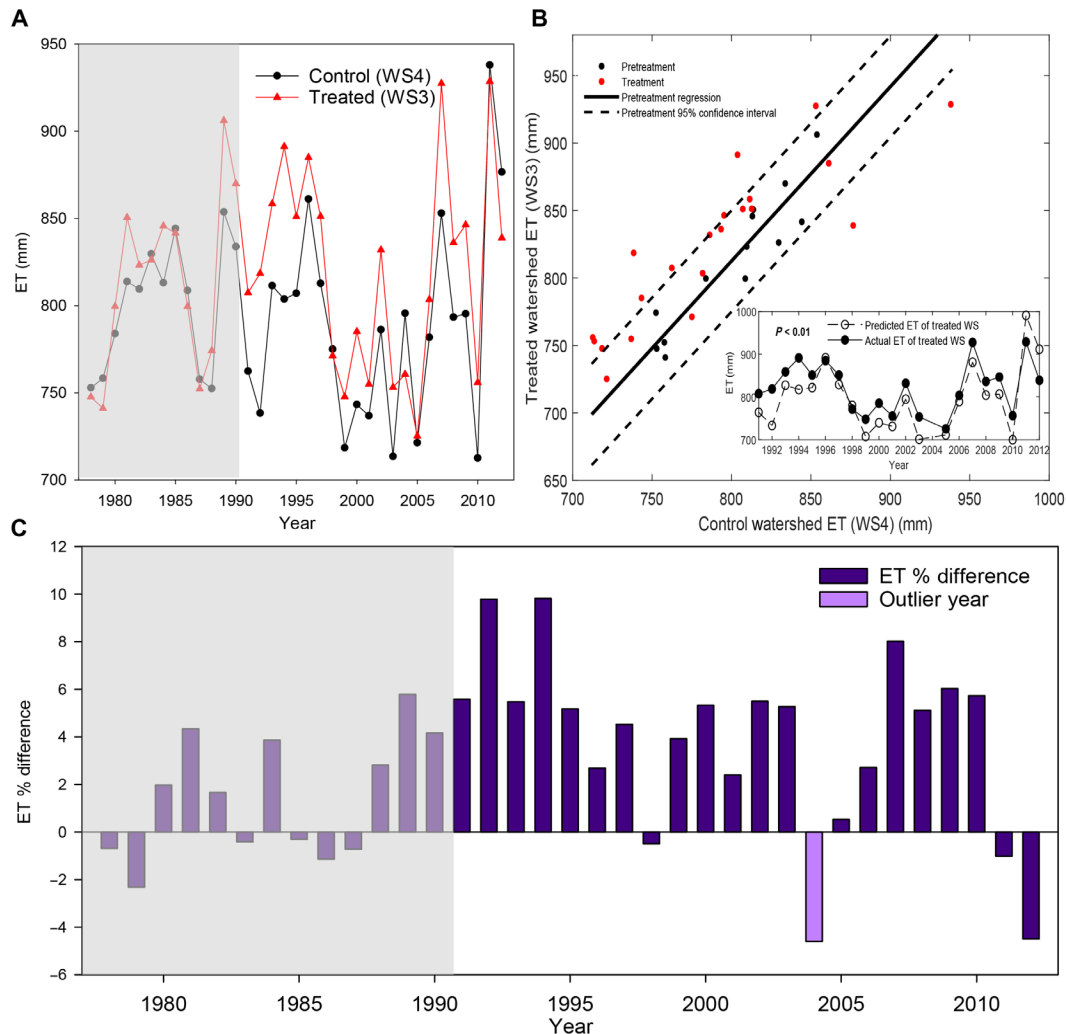 A
950
900
850
800
750
700
ET (mm)
Control (WS4)
Treated (WS3)
1980
1985
1990
1995
2000
2005
2010
Year
B
950
900
850
800
750
700
650
Treated watershed ET (WS3) (mm)
Pretreatment
Treatment
Pretreatment regression
Pretreatment 95% confidence interval
1000
900
800
700
ET (mm)
P < 0.01
Predicted ET of treated WS
Actual ET of treated WS
1992 1994 1996 1998 2000 2002 2004 2006 2008 2010 2012
Year
700 750 800 850 900 950 1000
Control watershed ET (WS4) (mm)
C
12
10
8
6
4
2
0
−2
−4
−6
ET % difference
ET % difference
Outlier year
1980 1985 1990 1995 2000 2005 2010
Year